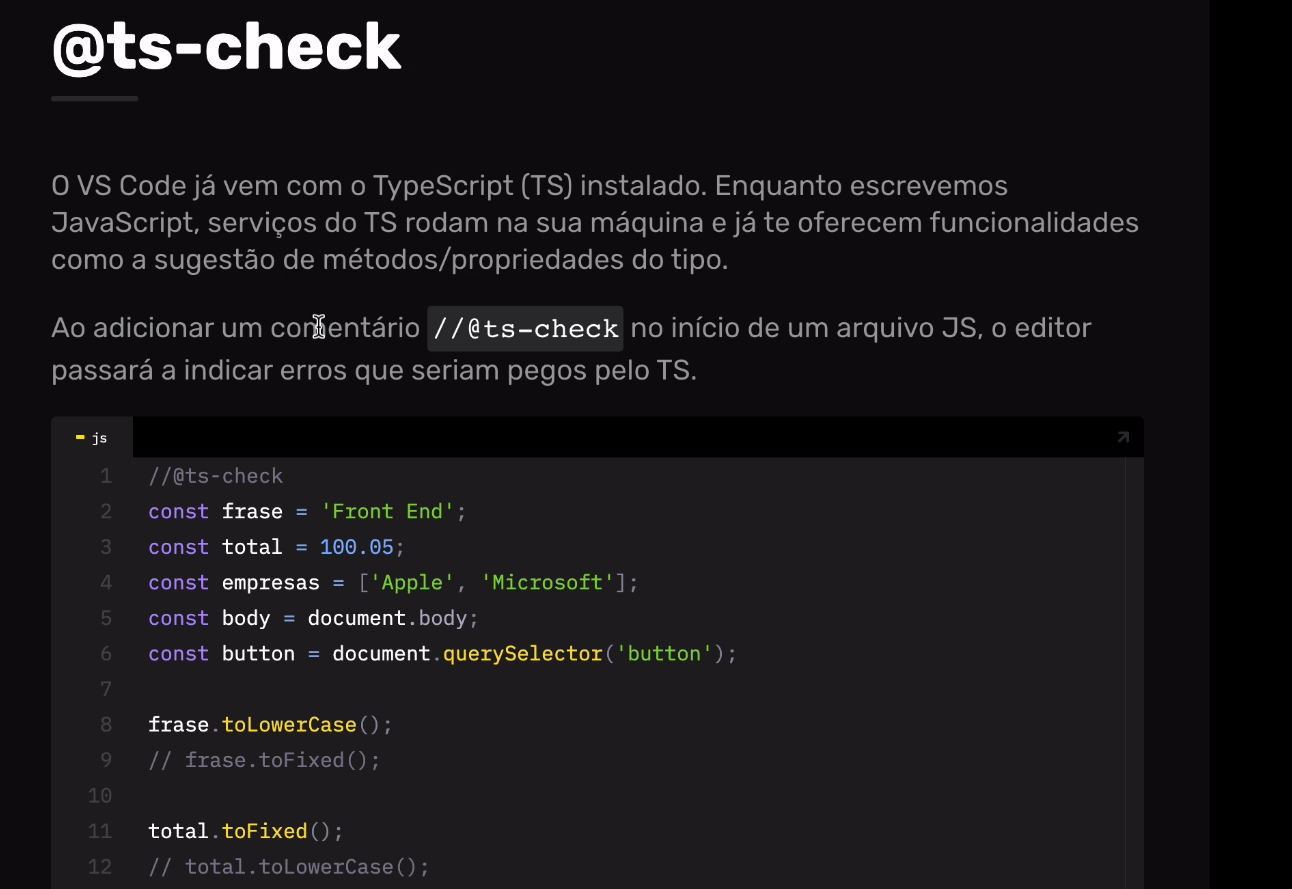 @ts-check
O VS Code já vem com o TypeScript (TS) instalado. Enquanto escrevemos
JavaScript, serviços do TS rodam na sua máquina e já te oferecem funcionalidades
como a sugestão de métodos/propriedades do tipo.
Ao adicionar um comentário //@ts-check no início de um arquivo JS, o editor
passará a indicar erros que seriam pegos pelo TS.
js
1 //@ts-check
2 const frase = 'Front End';
3 const total = 100.05;
4 const empresas = ['Apple', 'Microsoft'];
5 const body = document.body;
6 const button = document.querySelector('button');
7
8 frase.toLowerCase();
9 // frase.toFixed();
10
11 total.toFixed();
12 // total.toLowerCase();